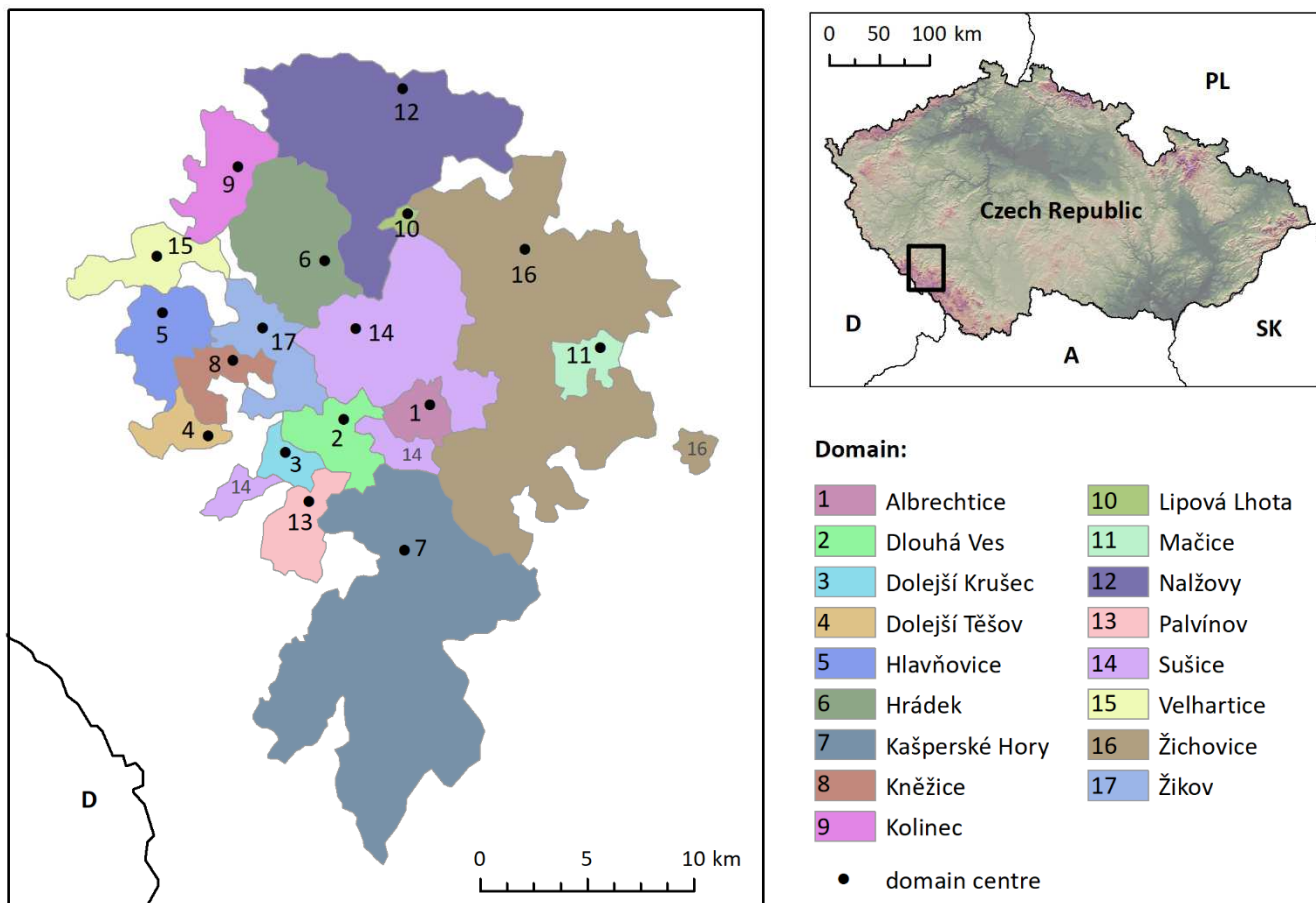 12
9
10
15
6
16
5
17
14
8
11
1
2
4
3
14
16
14
13
7
D
0 5 10 km
0 50 100 km
PL
Czech Republic
D
A
SK
Domain:
1 Albrechtice
2 Dlouhá Ves
3 Dolejší Krušec
4 Dolejší Těšov
5 Hlavňovice
6 Hrádek
7 Kašperské Hory
8 Kněžice
9 Kolinec
10 Lipová Lhota
11 Mačice
12 Nalžovy
13 Palvínov
14 Sušice
15 Velhartice
16 Žichovice
17 Žikov
domain centre